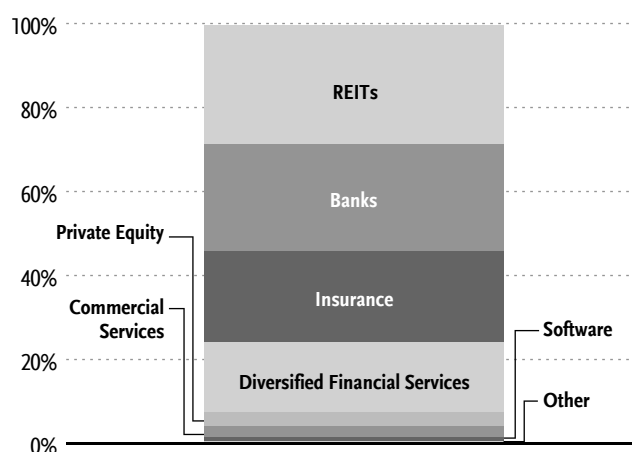 100%
REITs
80%
60%
Banks
Private Equity
40%
Insurance
Commercial
Services
Software
20%
Diversified Financial Services
Other
0%